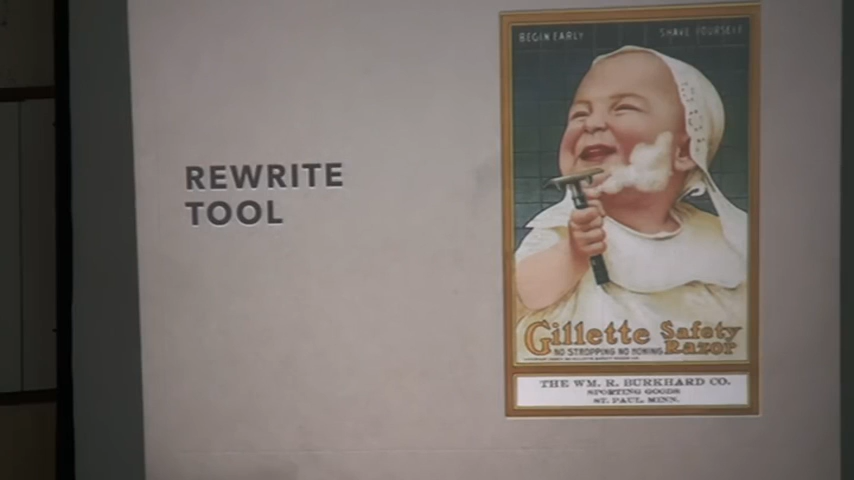 REWRITE
TOOL
BEGIN EARLY SHAVE YOURSELF
Gillette Safety
NO STROPPING NO HONING Razor
THE WM. R. BURKHARD CO.
SPORTING GOODS
ST. PAUL, MINN.